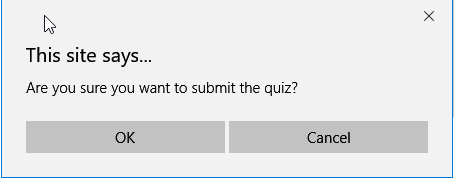 This site says...
Are you sure you want to submit the quiz?
OK Cancel